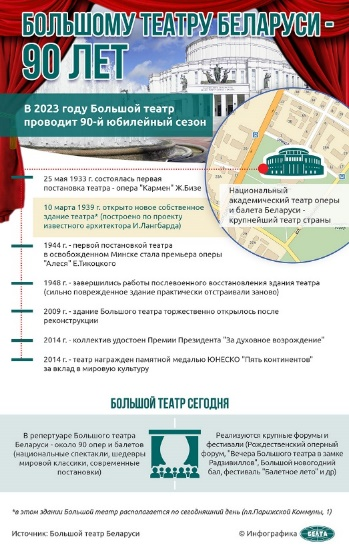 БОЛЬШОМУ ТЕАТРУ БЕЛАРУСИ -
90 ЛЕТ
В 2023 году Большой театр
проводит 90-й юбилейный сезон
25 мая 1933 г. состоялась первая
постановка театра - опера "Кармен" Ж.Бизе
10 марта 1939 г. открыто новое собственное
здание театра* (построено по проекту
известного архитектора И.Лангбарда)
Национальный
академический театр оперы
и балета Беларуси -
крупнейший театр страны
1944 г. - первой постановкой театра
в освобожденном Минске стала премьера оперы
"Алеся" Е.Тикоцкого
1948 г. - завершились работы послевоенного восстановления здания театра
(сильно поврежденное здание практически отстраивали заново)
2009 г. - здание Большого театра торжественно открылось после
реконструкции
2014 г. - коллектив удостоен Премии Президента "За духовное возрождение"
2014 г. - театр награжден памятной медалью ЮНЕСКО "Пять континентов"
за вклад в мировую культуру
БОЛЬШОЙ ТЕАТР СЕГОДНЯ
В репертуаре Большого театра
Беларуси - около 90 опер и балетов
(национальные спектакли, шедевры
мировой классики, современные
постановки)
Реализуются крупные форумы и
фестивали (Рождественский оперный
форум, "Вечера Большого театра в замке
Радзивиллов", Большой новогодний
бал, фестиваль "Балетное лето" и др)
*в этом здании Большой театр располагается по сегодняшний день (пл.Парижской Коммуны, 1)
Источник: Большой театр Беларуси
© Инфографика
БЕЛТА